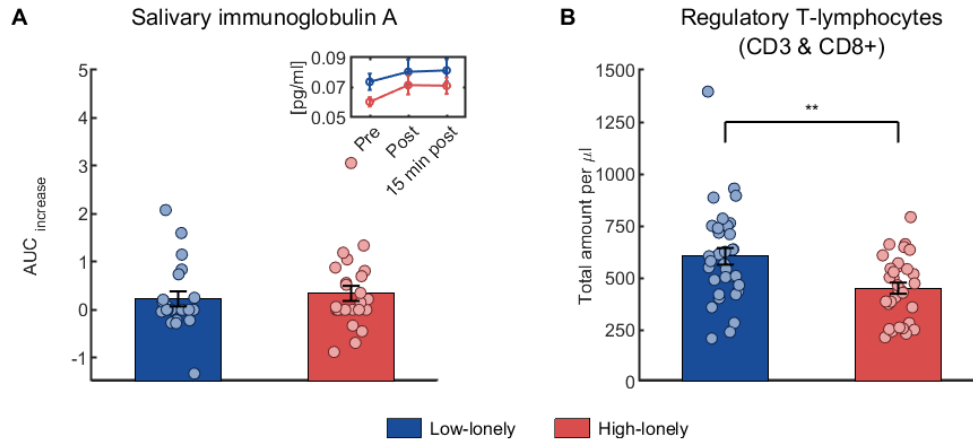 A
Salivary immunoglobulin A
5
4
3
2
1
0
-1
AUC increase
0.09
0.07
0.05
[pg/ml]
Pre
Post
15 min post
B
Regulatory T-lymphocytes
(CD3 & CD8+)
1500
1250
1000
750
500
250
0
Total amount per μl
**
Low-lonely
High-lonely